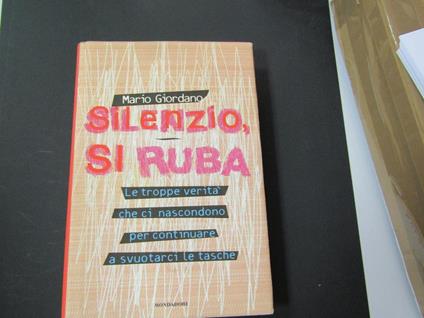 Mario Giordano
SiLenzio,
Si RUBA
Le troppe verita'
che ci nascondono
per continuare
a svuotarci le tasche
MONDADORI